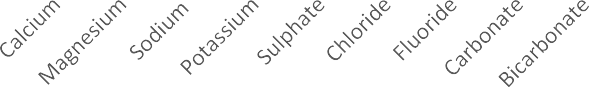 Calcium
Magnesium
Sodium
Potassium
Sulphate
Chloride
Fluoride
Carbonate
Bicarbonate